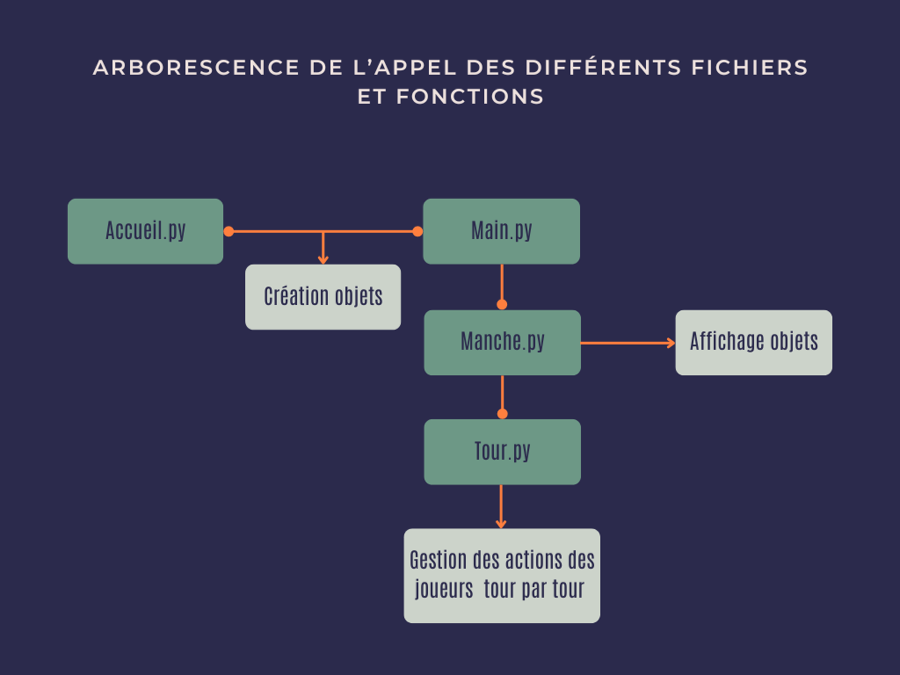 ARBORESCENCE DE L’APPEL DES DIFFÉRENTS FICHIERS
ET FONCTIONS
Accueil.py
Main.py
Création objets
Manche.py
Affichage objets
Tour.py
Gestion des actions des
joueurs tour par tour